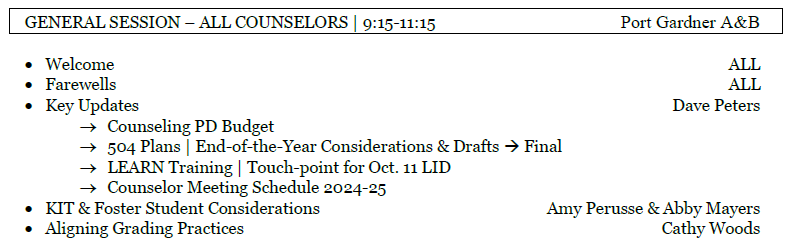 GENERAL SESSION – ALL COUNSELORS | 9:15-11:15 Port Gardner A&B
• Welcome ALL
• Farewells ALL
• Key Updates Dave Peters
→ Counseling PD Budget
→ 504 Plans | End-of-the-Year Considerations & Drafts → Final
→ LEARN Training | Touch-point for Oct. 11 LID
→ Counselor Meeting Schedule 2024-25
• KIT & Foster Student Considerations Amy Perusse & Abby Mayers
• Aligning Grading Practices Cathy Woods